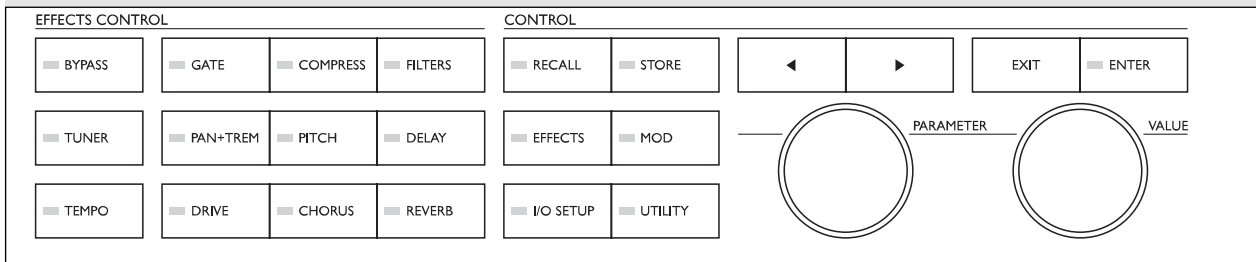 EFFECTS CONTROL CONTROL
BYPASS GATE COMPRESS FILTERS RECALL STORE ◀ ▶ EXIT ENTER
TUNER PAN+TREM PITCH DELAY EFFECTS MOD PARAMETER VALUE
TEMPO DRIVE CHORUS REVERB I/O SETUP UTILITY